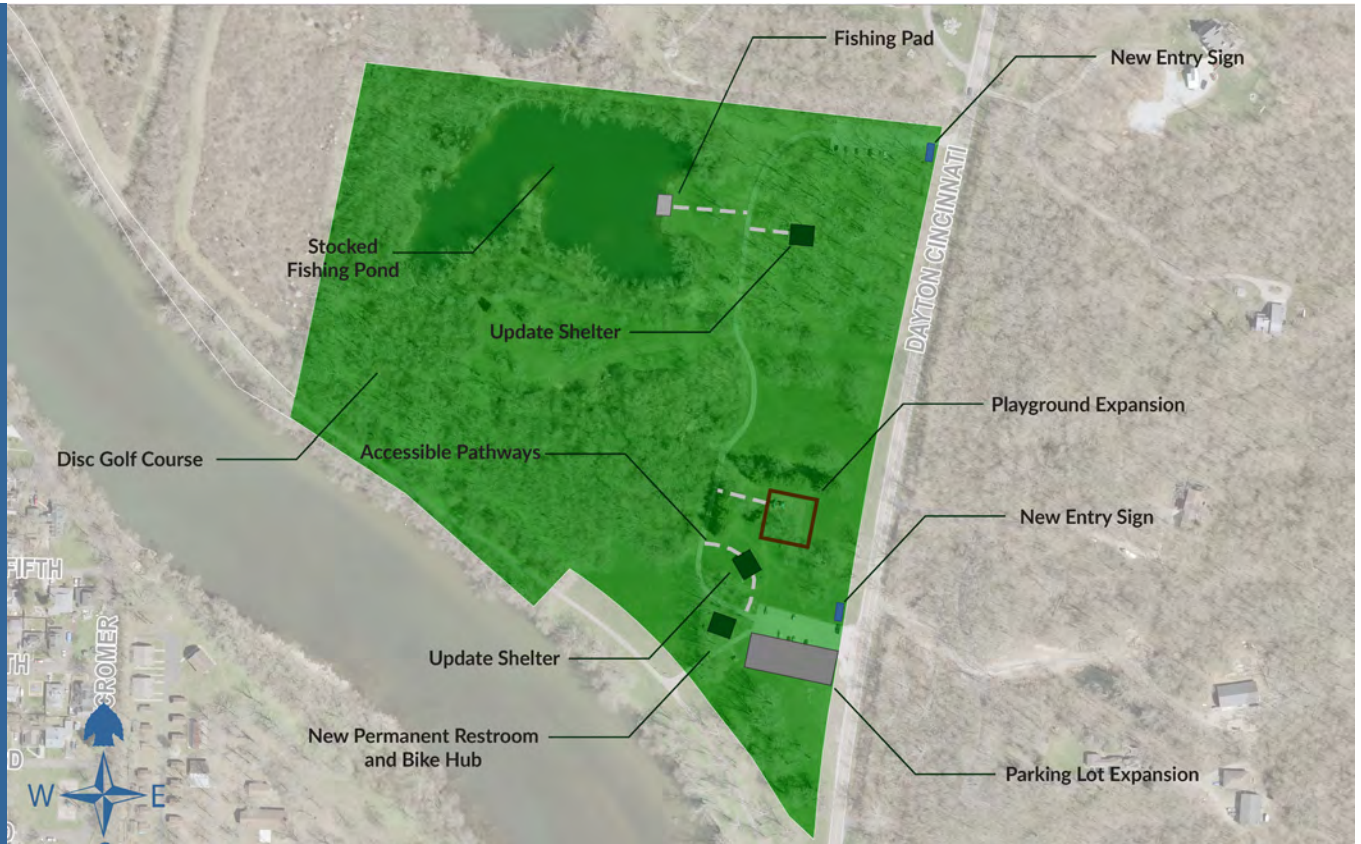 Fishing Pad
New Entry Sign
DAYTON CINCINNATI
Stocked
Fishing Pond
Update Shelter
Playground Expansion
Disc Golf Course
Accessible Pathways
New Entry Sign
FIFTH
TH
CROMER
Update Shelter
New Permanent Restroom
and Bike Hub
D
Parking Lot Expansion
W E